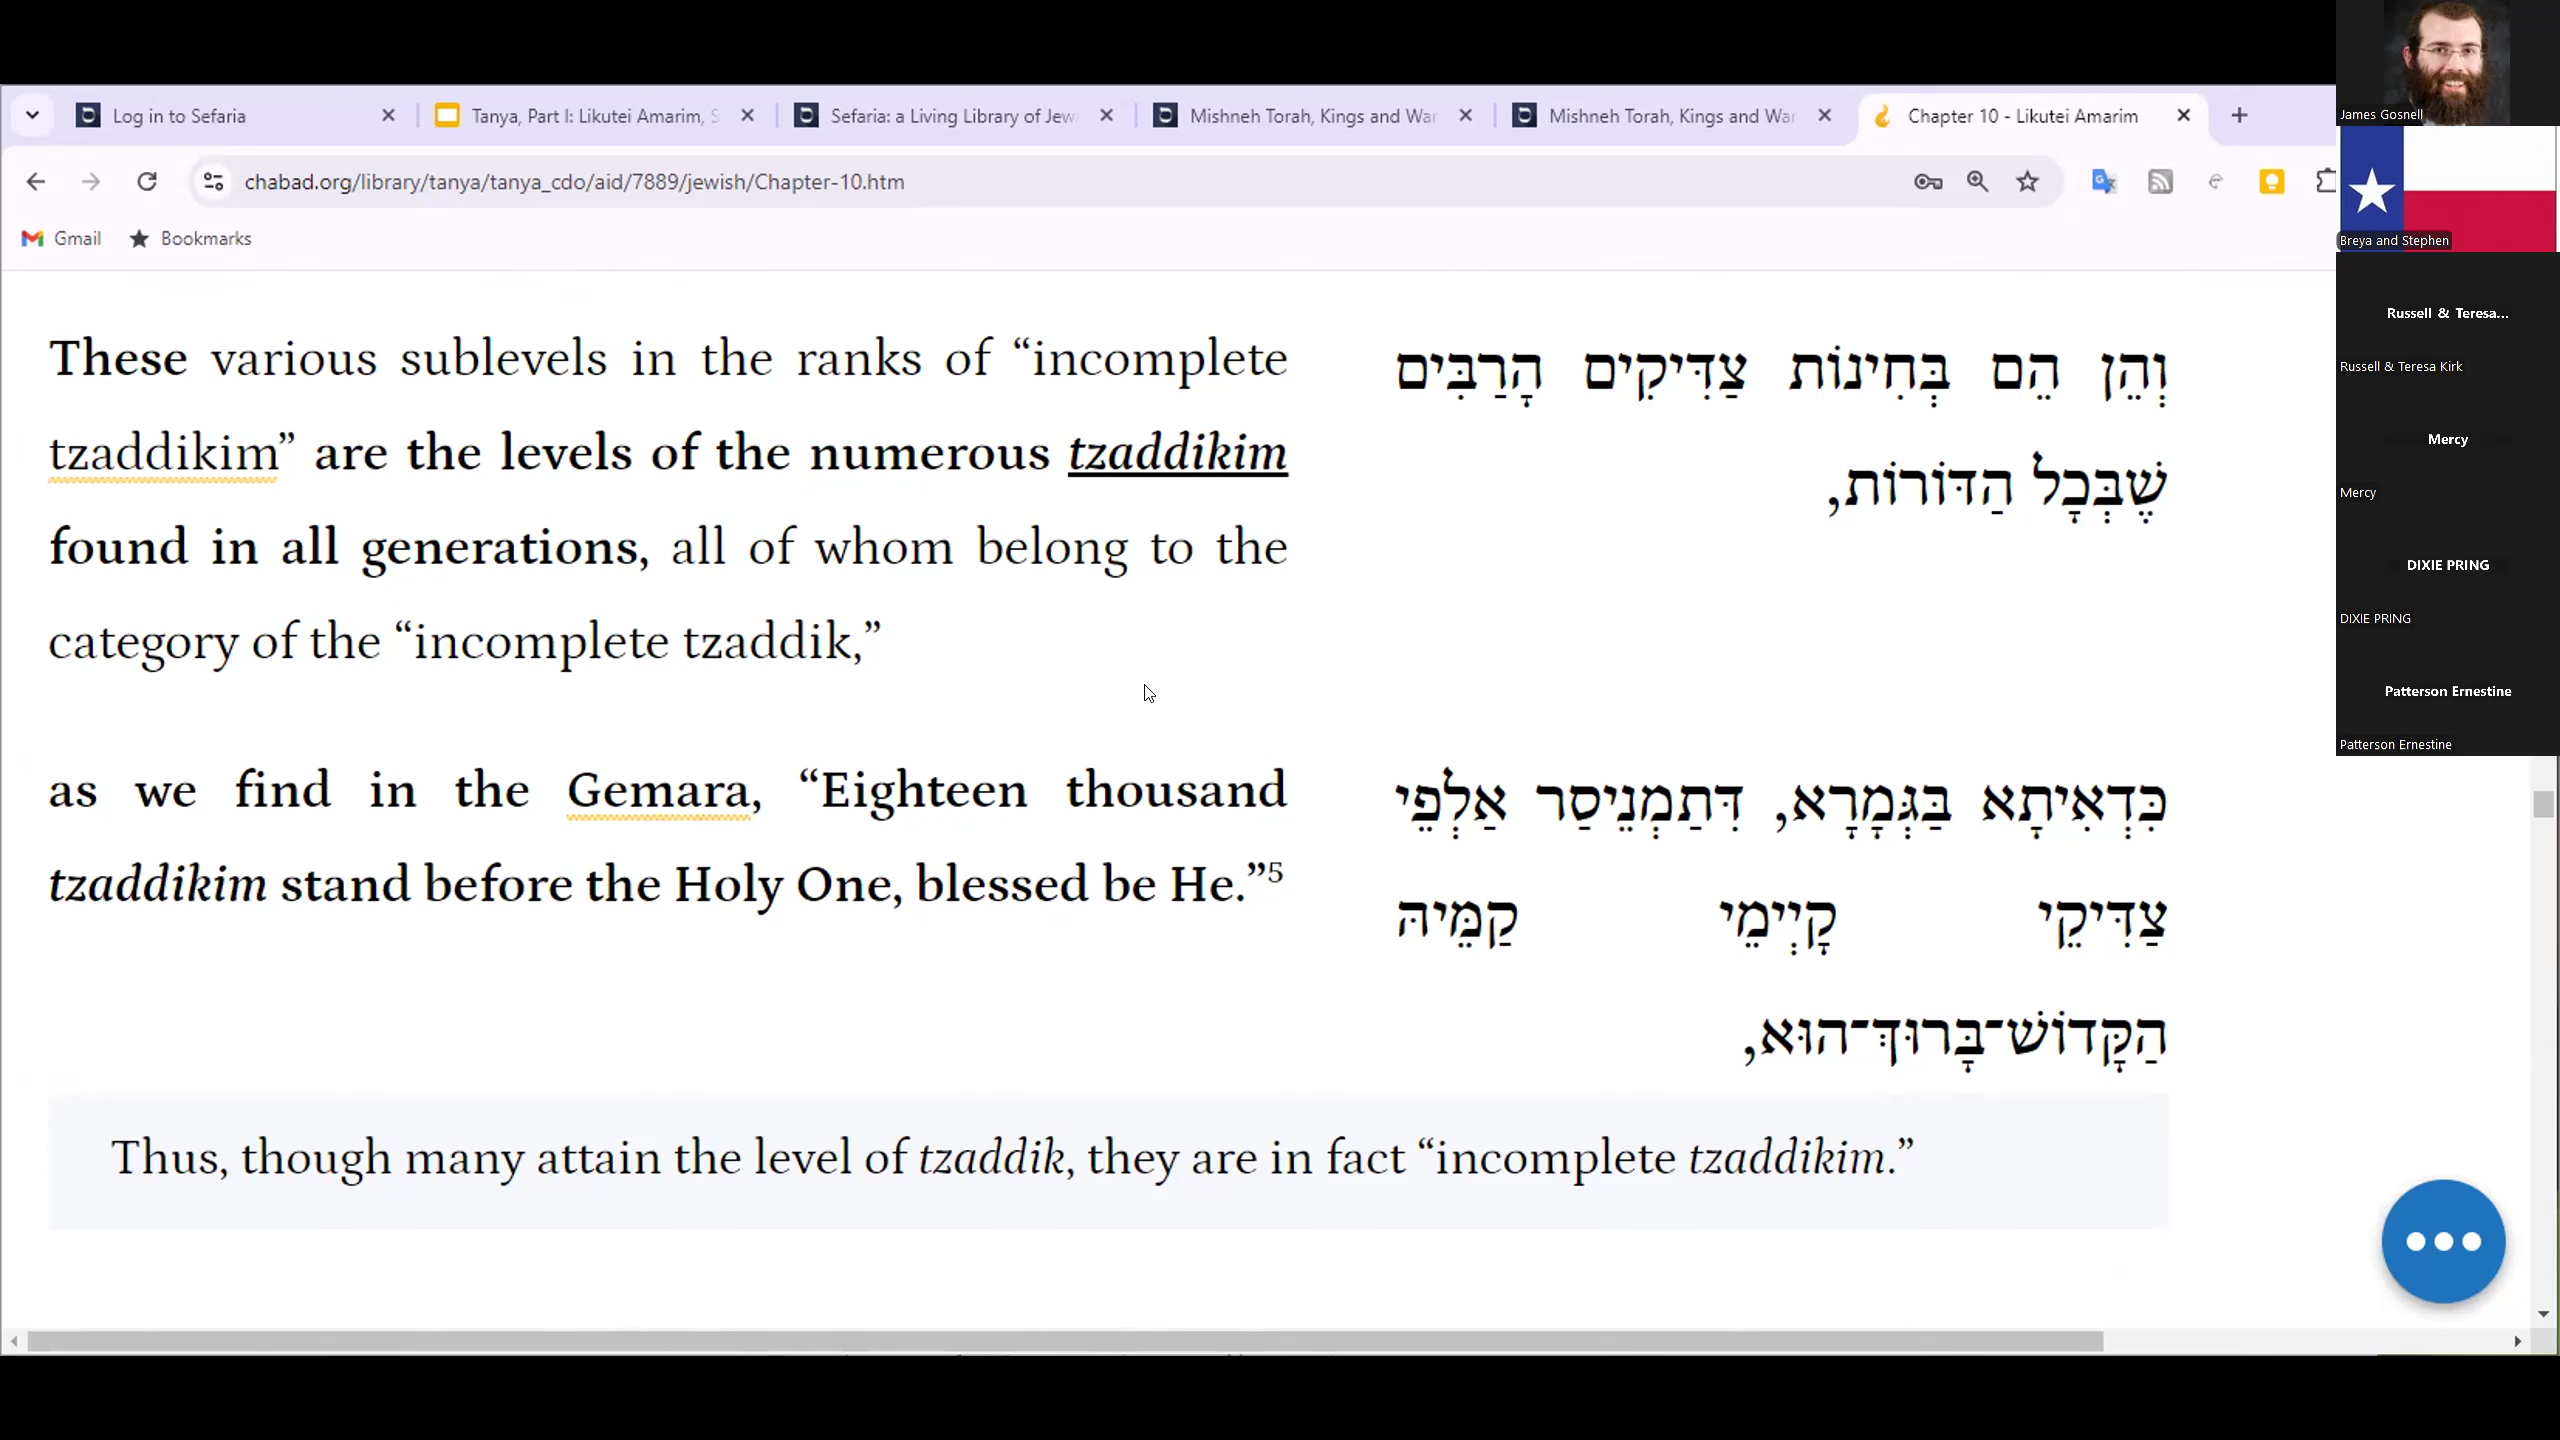 Log in to Sefaria
Tanya, Part I: Likutei Amarim, S
Sefaria: a Living Library of Jew
Mishneh Torah, Kings and War
Mishneh Torah, Kings and War
Chapter 10 - Likutei Amarim
chabad.org/library/tanya/tanya_cdo/aid/7889/jewish/Chapter-10.htm
Gmail
Bookmarks
These various sublevels in the ranks of “incomplete
tzaddikim” are the levels of the numerous tzaddikim
found in all generations, all of whom belong to the
category of the “incomplete tzaddik,”
וְהֵן הֵם בְּחִינוֹת צַדִּיקִים הָרַבִּים
שֶׁבְּכָל הַדּוֹרוֹת,
as we find in the Gemara, “Eighteen thousand
tzaddikim stand before the Holy One, blessed be He.”5
כִּדְאִיתָא בַּגְּמָרָא, דִּתַמְנֵיסַר אַלְפֵי
צַדִּיקֵי קָיְימֵי קַמֵּיהּ
הַקָּדוֹשׁ־בָּרוּךְ־הוּא,
Thus, though many attain the level of tzaddik, they are in fact “incomplete tzaddikim.”
James Gosnell
Breya and Stephen
Russell & Teresa...
Russell & Teresa Kirk
Mercy
Mercy
DIXIE PRING
DIXIE PRING
Patterson Ernestine
Patterson Ernestine